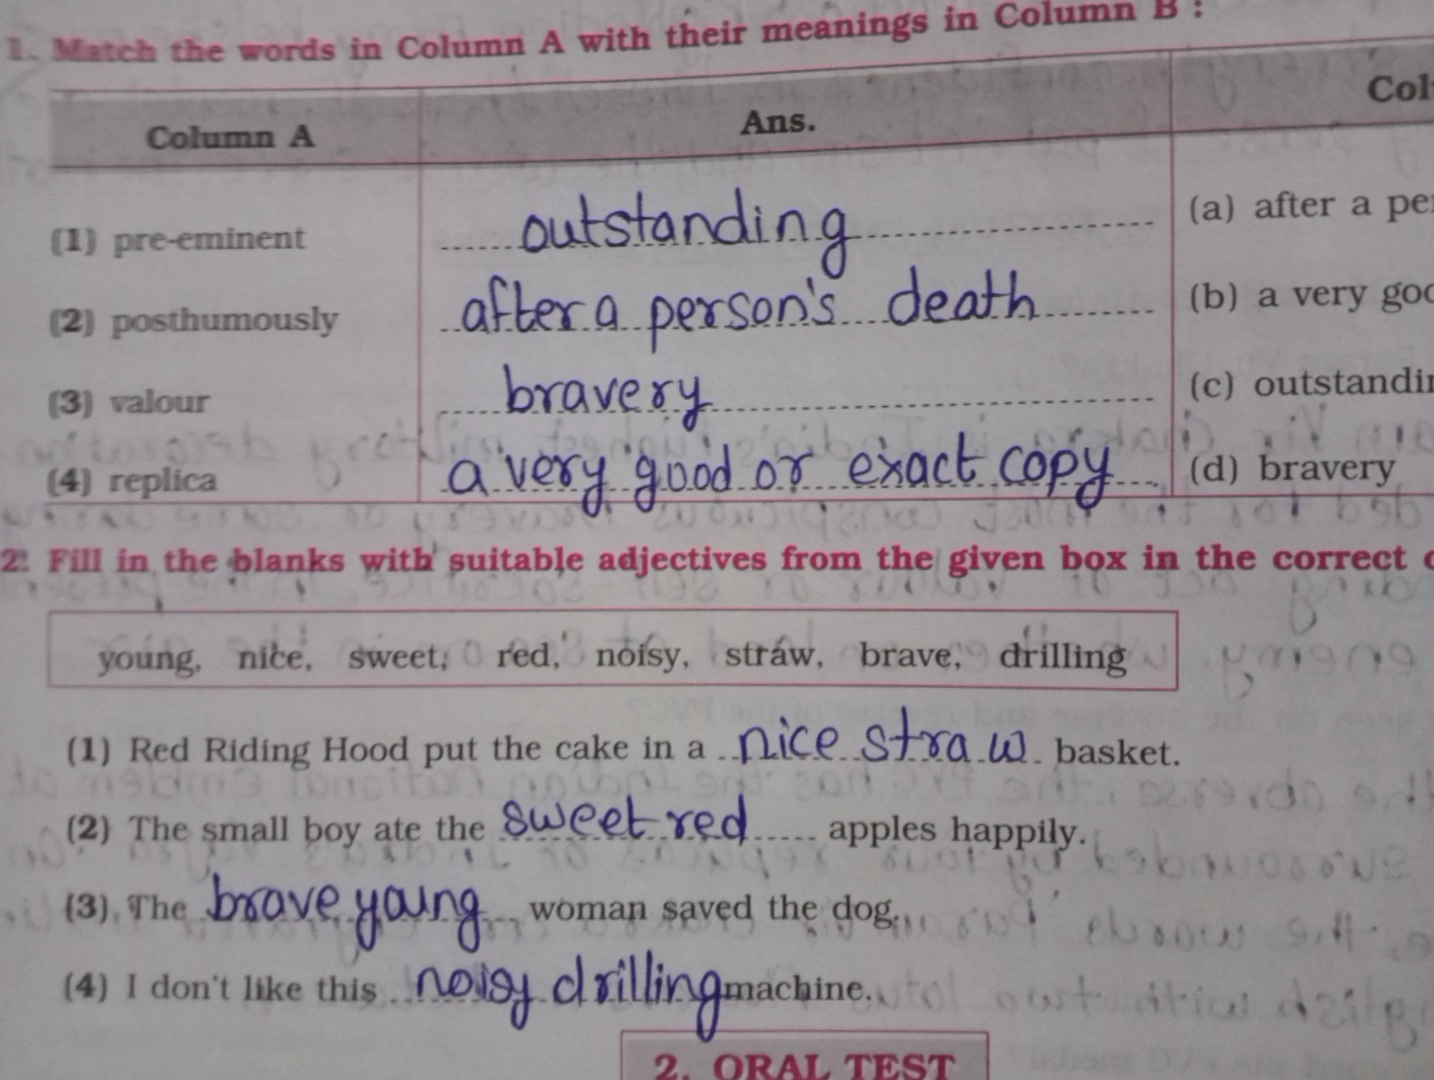 1. Match the words in Column A with their meanings in Column B :
Column A Ans. Col
(1) pre-eminent outstanding (a) after a per
(2) posthumously after a person's death (b) a very goo
(3) valour bravery (c) outstandin
(4) replica a very good or exact copy (d) bravery
2. Fill in the blanks with suitable adjectives from the given box in the correct
young, nice, sweet, red, noisy, straw, brave, drilling
(1) Red Riding Hood put the cake in a nice straw basket.
(2) The small boy ate the sweet red apples happily.
(3) The brave young woman saved the dog.
(4) I don't like this noisy drilling machine.
2. ORAL TEST